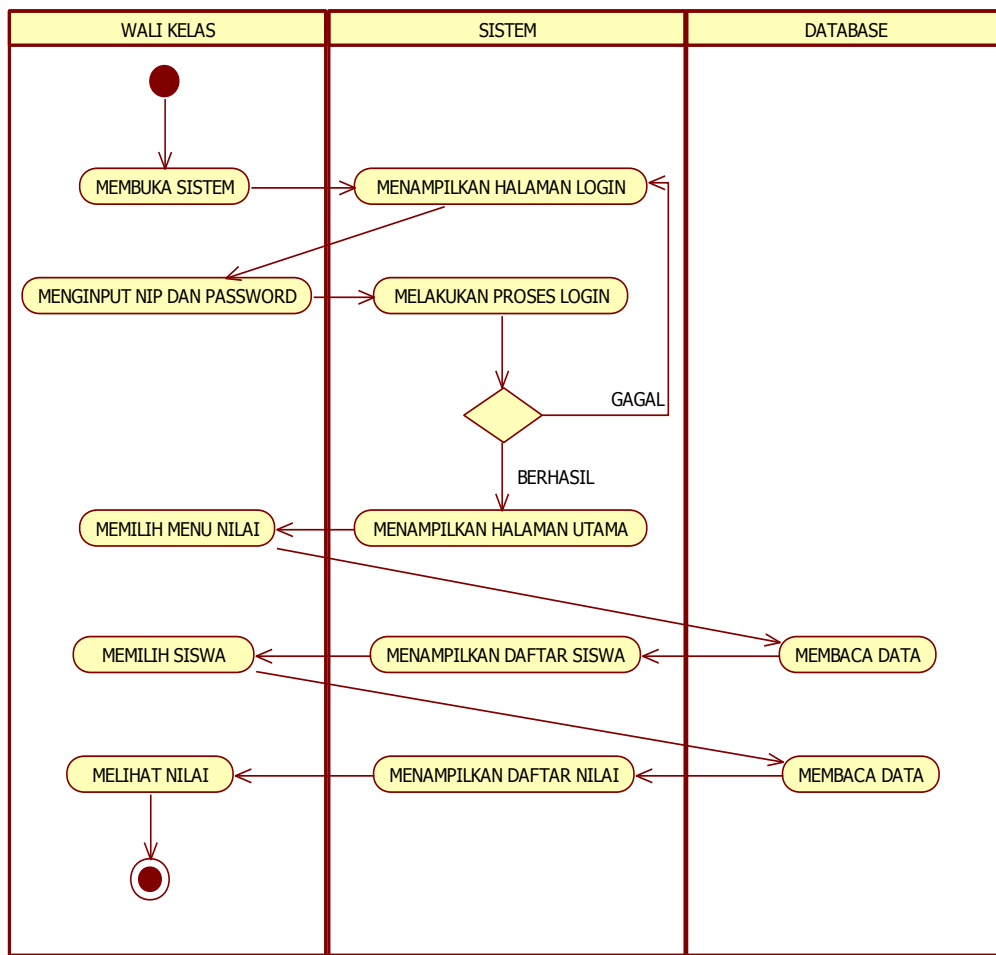 WALI KELAS
SISTEM
DATABASE
MEMBUKA SISTEM
MENAMPILKAN HALAMAN LOGIN
MENGINPUT NIP DAN PASSWORD
MELAKUKAN PROSES LOGIN
GAGAL
BERHASIL
MEMILIH MENU NILAI
MENAMPILKAN HALAMAN UTAMA
MEMILIH SISWA
MENAMPILKAN DAFTAR SISWA
MEMBACA DATA
MELIHAT NILAI
MENAMPILKAN DAFTAR NILAI
MEMBACA DATA